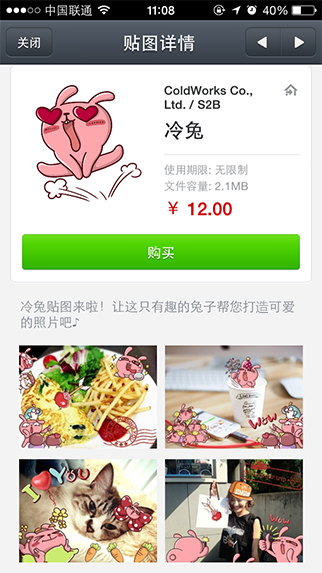 中国联通 11:08 40%
关闭 贴图详情
ColdWorks Co.,
Ltd. / S2B
冷兔
使用期限: 无限制
文件容量: 2.1MB
¥ 12.00
购买
冷兔贴图来啦！让这只有趣的兔子帮您打造可爱
的照片吧♪
WOW
WOW
I YOU